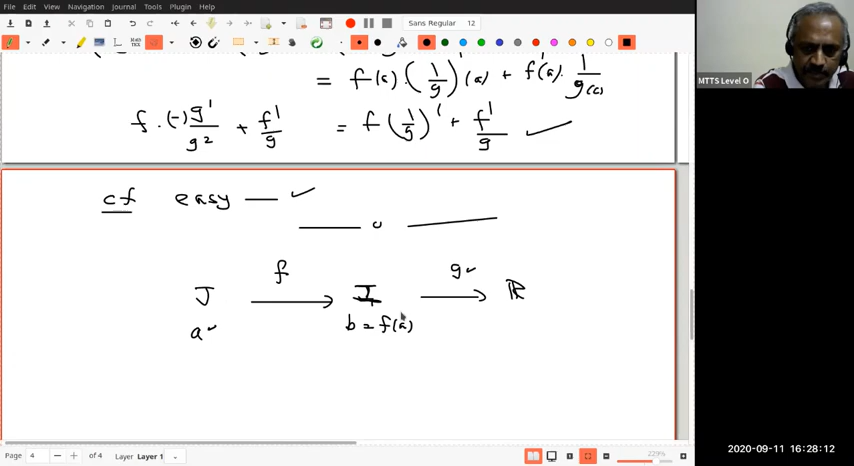 File Edit View Navigation Journal Tools Plugin Help
Sans Regular 12
= f(a) (1/g)'(a) + f'(a) · 1/g(a)
f · (-) g'/g2 + f'/g = f (1/g)' + f'/g
cf easy —
— o —
f g
J → J1 → ℝ
a b = f(a)
Page 4 of 4 Layer Layer 1 229%
MTTS Level O
2020-09-11 16:28:12